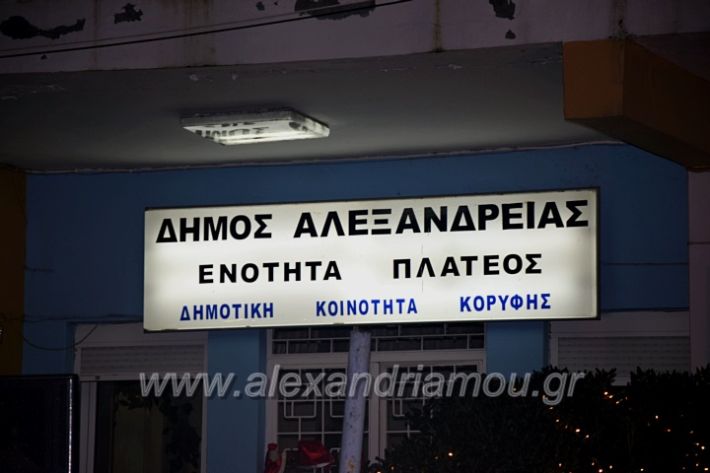 ΔΗΜΟΣ ΑΛΕΞΑΝΔΡΕΙΑΣ
ΕΝΟΤΗΤΑ ΠΛΑΤΕΟΣ
ΔΗΜΟΤΙΚΗ ΚΟΙΝΟΤΗΤΑ ΚΟΡΥΦΗΣ
www.alexandriamou.gr